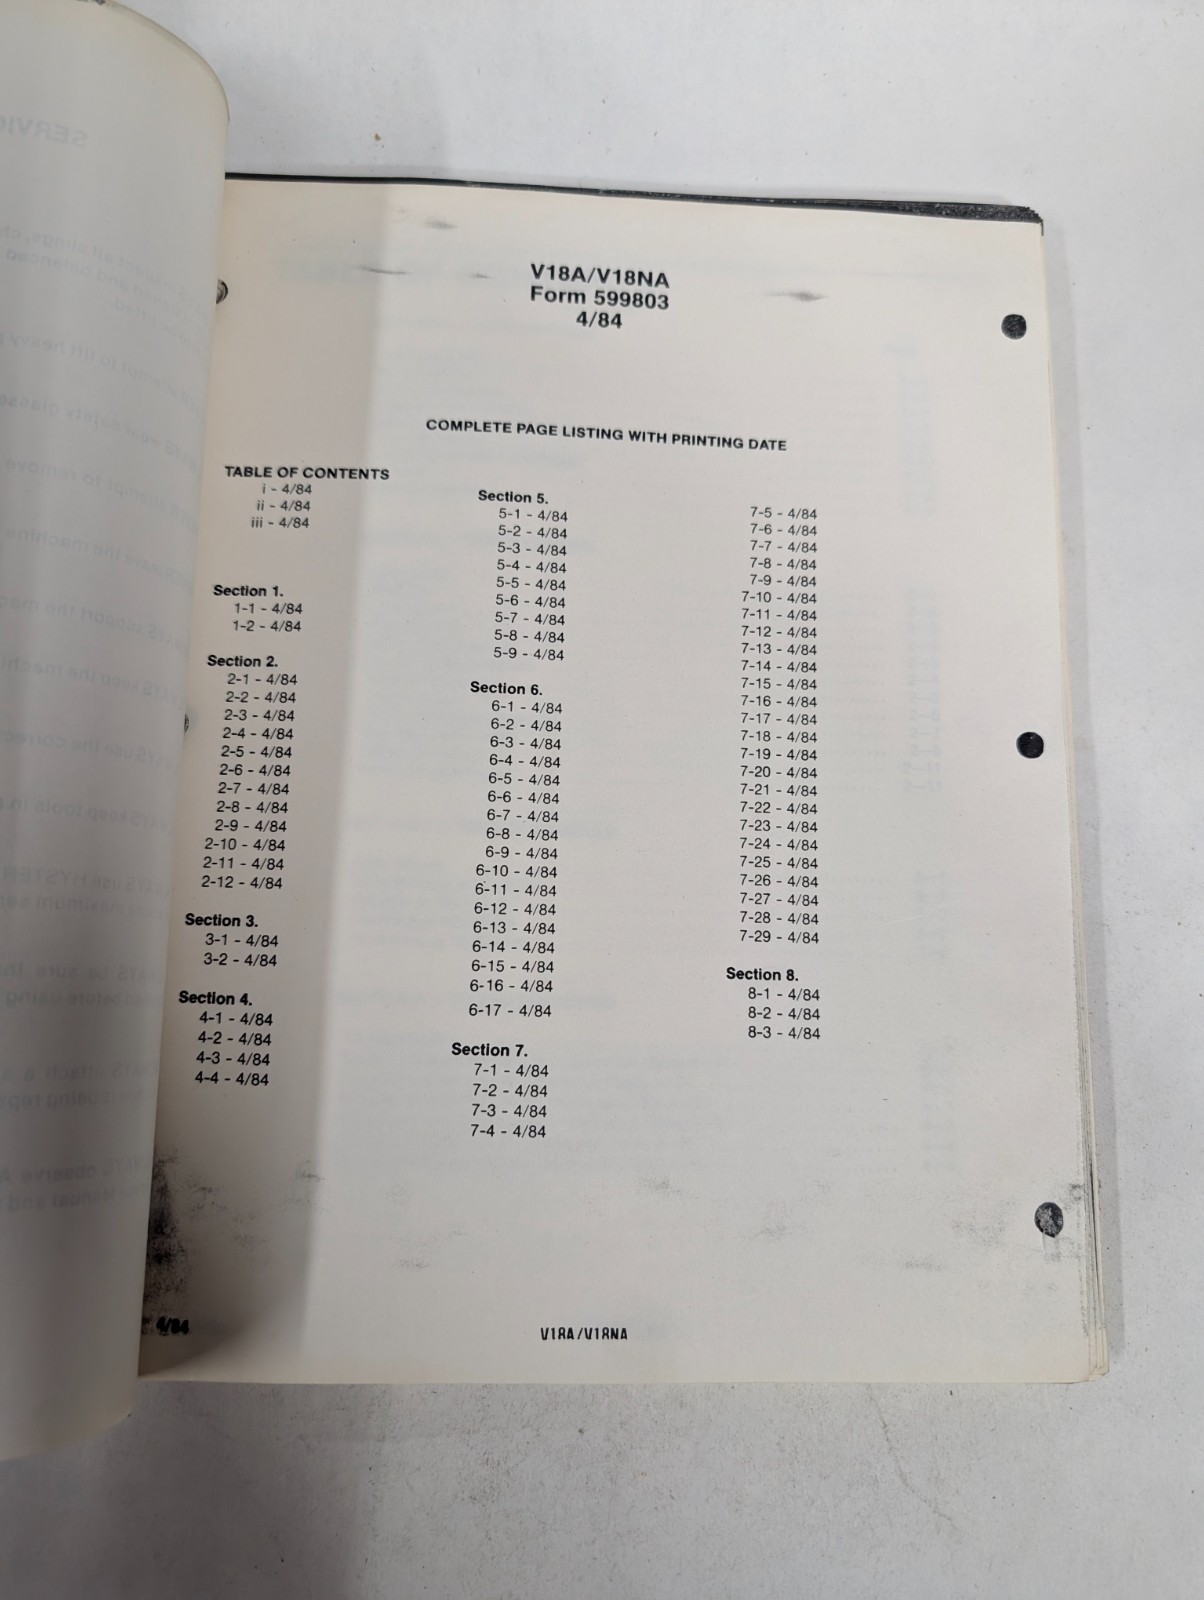 V18A/V18NA
Form 599803
4/84
COMPLETE PAGE LISTING WITH PRINTING DATE
TABLE OF CONTENTS
i - 4/84
ii - 4/84
iii - 4/84
Section 1.
1-1 - 4/84
1-2 - 4/84
Section 2.
2-1 - 4/84
2-2 - 4/84
2-3 - 4/84
2-4 - 4/84
2-5 - 4/84
2-6 - 4/84
2-7 - 4/84
2-8 - 4/84
2-9 - 4/84
2-10 - 4/84
2-11 - 4/84
2-12 - 4/84
Section 3.
3-1 - 4/84
3-2 - 4/84
Section 4.
4-1 - 4/84
4-2 - 4/84
4-3 - 4/84
4-4 - 4/84
Section 5.
5-1 - 4/84
5-2 - 4/84
5-3 - 4/84
5-4 - 4/84
5-5 - 4/84
5-6 - 4/84
5-7 - 4/84
5-8 - 4/84
5-9 - 4/84
Section 6.
6-1 - 4/84
6-2 - 4/84
6-3 - 4/84
6-4 - 4/84
6-5 - 4/84
6-6 - 4/84
6-7 - 4/84
6-8 - 4/84
6-9 - 4/84
6-10 - 4/84
6-11 - 4/84
6-12 - 4/84
6-13 - 4/84
6-14 - 4/84
6-15 - 4/84
6-16 - 4/84
6-17 - 4/84
Section 7.
7-1 - 4/84
7-2 - 4/84
7-3 - 4/84
7-4 - 4/84
7-5 - 4/84
7-6 - 4/84
7-7 - 4/84
7-8 - 4/84
7-9 - 4/84
7-10 - 4/84
7-11 - 4/84
7-12 - 4/84
7-13 - 4/84
7-14 - 4/84
7-15 - 4/84
7-16 - 4/84
7-17 - 4/84
7-18 - 4/84
7-19 - 4/84
7-20 - 4/84
7-21 - 4/84
7-22 - 4/84
7-23 - 4/84
7-24 - 4/84
7-25 - 4/84
7-26 - 4/84
7-27 - 4/84
7-28 - 4/84
7-29 - 4/84
Section 8.
8-1 - 4/84
8-2 - 4/84
8-3 - 4/84
4/84
V18A/V18NA